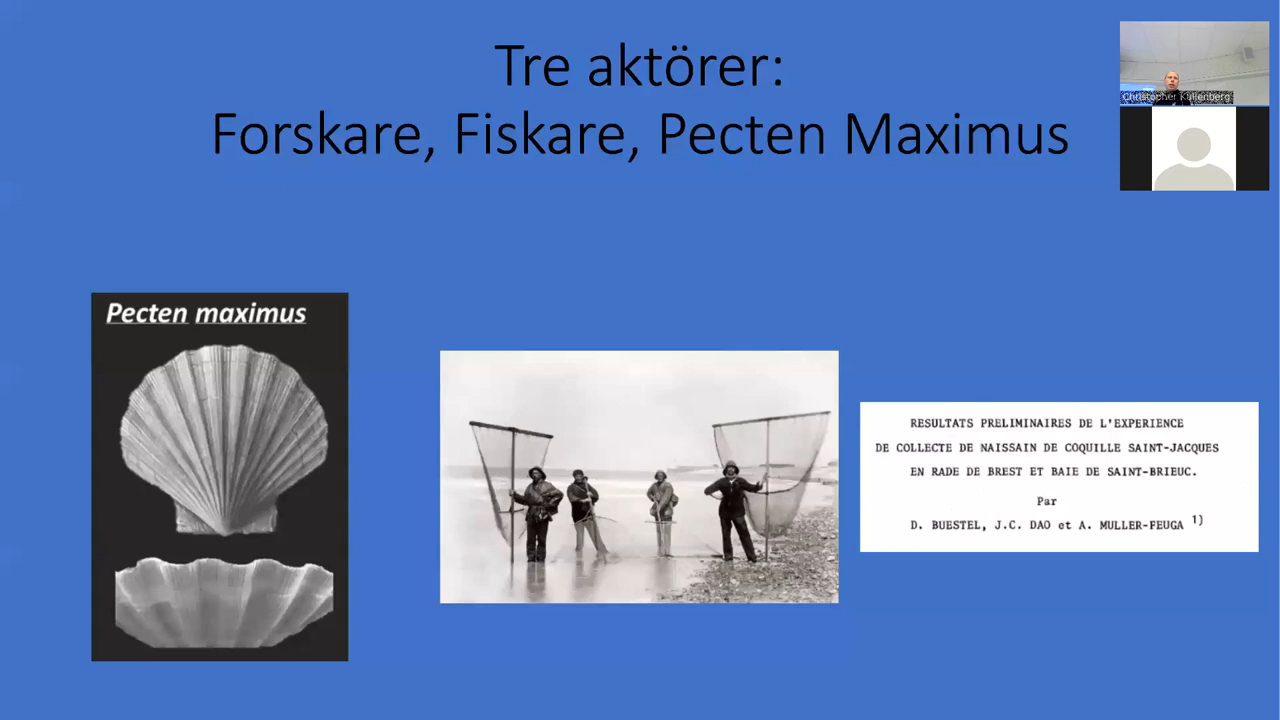 Tre aktörer:
Forskare, Fiskare, Pecten Maximus
Christopher Kullenberg
Pecten maximus
RESULTATS PRELIMINAIRES DE L'EXPERIENCE
DE COLLECTE DE NAISSAIN DE COQUILLE SAINT-JACQUES
EN RADE DE BREST ET BAIE DE SAINT-BRIEUC.
Par
D. BUESTEL, J.C. DAO et A. MULLER-FEUGA 1)